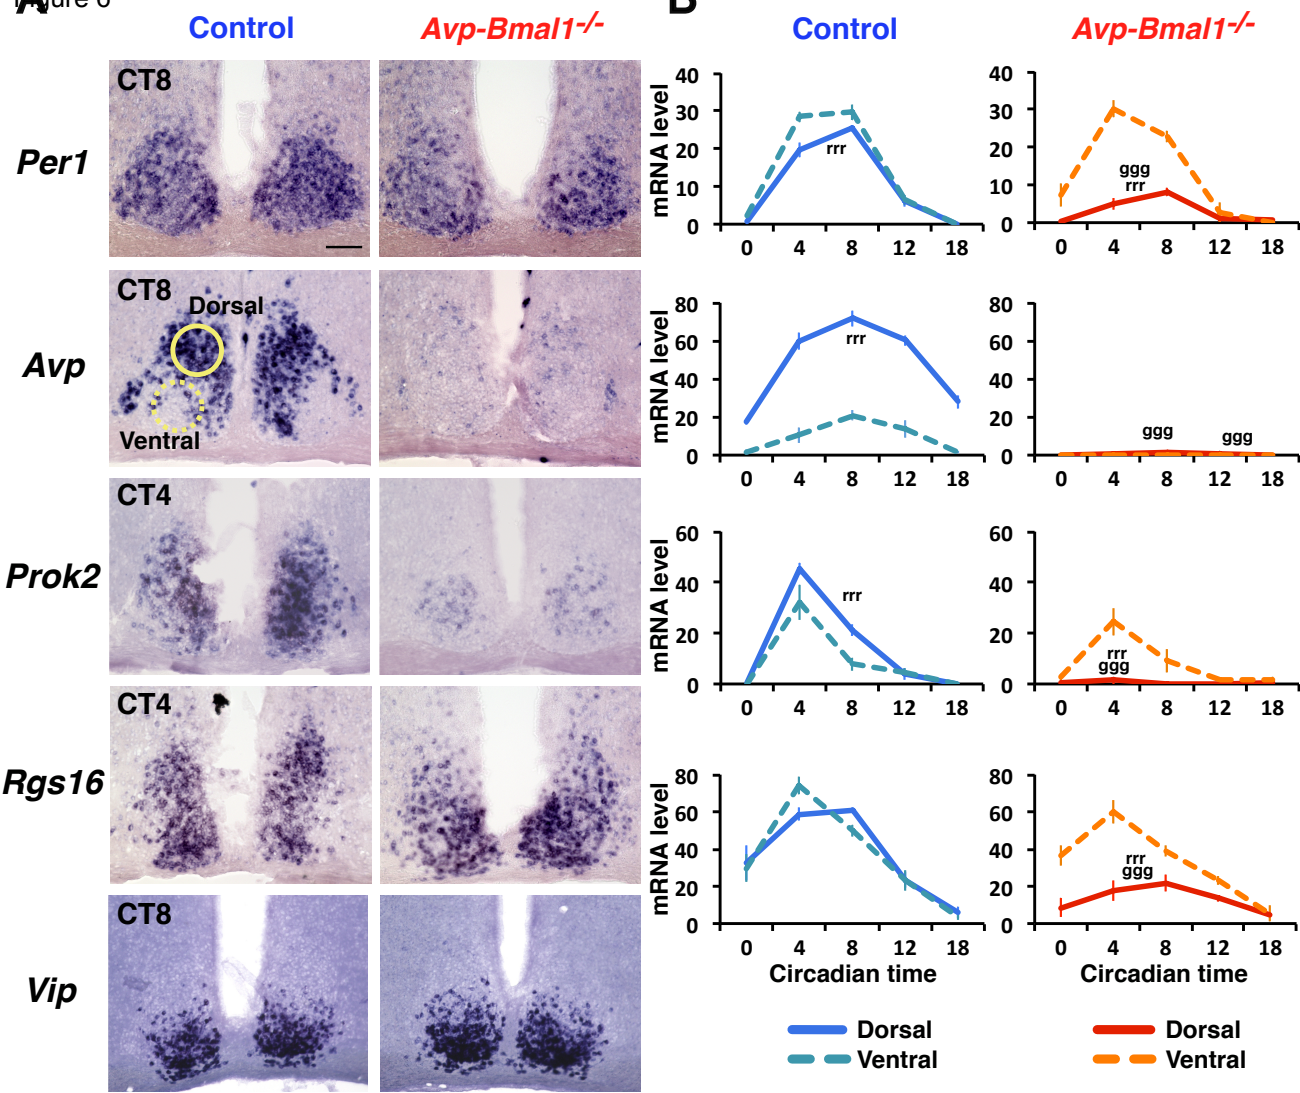 Figure 6
A
B
Control
Avp-Bmal1-/-
Control
Avp-Bmal1-/-
Per1
CT8
Avp
CT8
Dorsal
Ventral
Prok2
CT4
Rgs16
CT4
Vip
CT8
mRNA level
40
30
20
10
0
rrr
0 4 8 12 18
40
30
20
10
0
ggg
rrr
0 4 8 12 18
mRNA level
80
60
40
20
0
rrr
0 4 8 12 18
80
60
40
20
0
ggg ggg
0 4 8 12 18
mRNA level
60
40
20
0
rrr
0 4 8 12 18
60
40
20
0
rrr
ggg
0 4 8 12 18
mRNA level
80
60
40
20
0
0 4 8 12 18
Circadian time
80
60
40
20
0
rrr
ggg
0 4 8 12 18
Circadian time
Dorsal
Ventral
Dorsal
Ventral